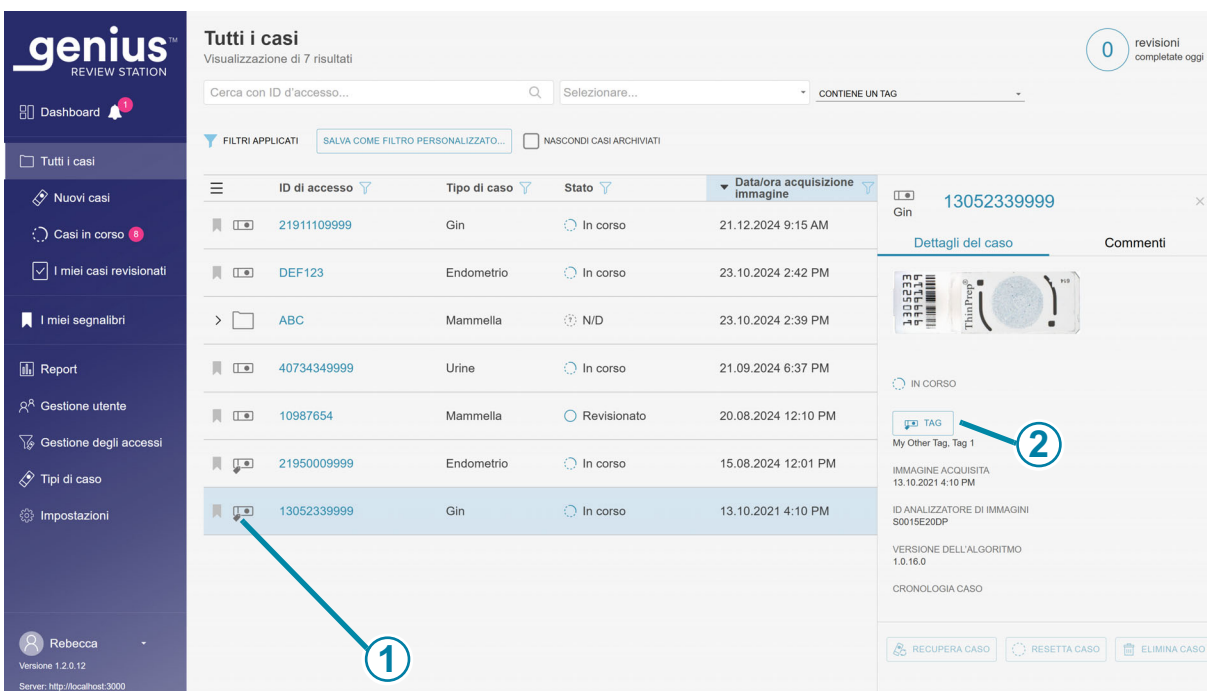 genius™
REVIEW STATION
Dashboard 1
Tutti i casi
Nuovi casi
Casi in corso 8
I miei casi revisionati
I miei segnalibri
Report
Gestione utente
Gestione degli accessi
Tipi di caso
Impostazioni
Rebecca
Versione 1.2.0.12
Server: http://localhost:3000
Tutti i casi
Visualizzazione di 7 risultati
0 revisioni
completate oggi
Cerca con ID d'accesso... Selezionare... CONTIENE UN TAG
FILTRI APPLICATI SALVA COME FILTRO PERSONALIZZATO... NASCONDI CASI ARCHIVIATI
ID di accesso Tipo di caso Stato Data/ora acquisizione
immagine
21911109999 Gin In corso 21.12.2024 9:15 AM
DEF123 Endometrio In corso 23.10.2024 2:42 PM
ABC Mammella N/D 23.10.2024 2:39 PM
40734349999 Urine In corso 21.09.2024 6:37 PM
10987654 Mammella Revisionato 20.08.2024 12:10 PM
21950009999 Endometrio In corso 15.08.2024 12:01 PM
13052339999 Gin In corso 13.10.2021 4:10 PM
1
Gin 13052339999
Dettagli del caso Commenti
ThinPrep®
IN CORSO
TAG
2
My Other Tag, Tag 1
IMMAGINE ACQUISITA
13.10.2021 4:10 PM
ID ANALIZZATORE DI IMMAGINI
S0015E20DP
VERSIONE DELL'ALGORITMO
1.0.16.0
CRONOLOGIA CASO
RECUPERA CASO RESETTA CASO ELIMINA CASO